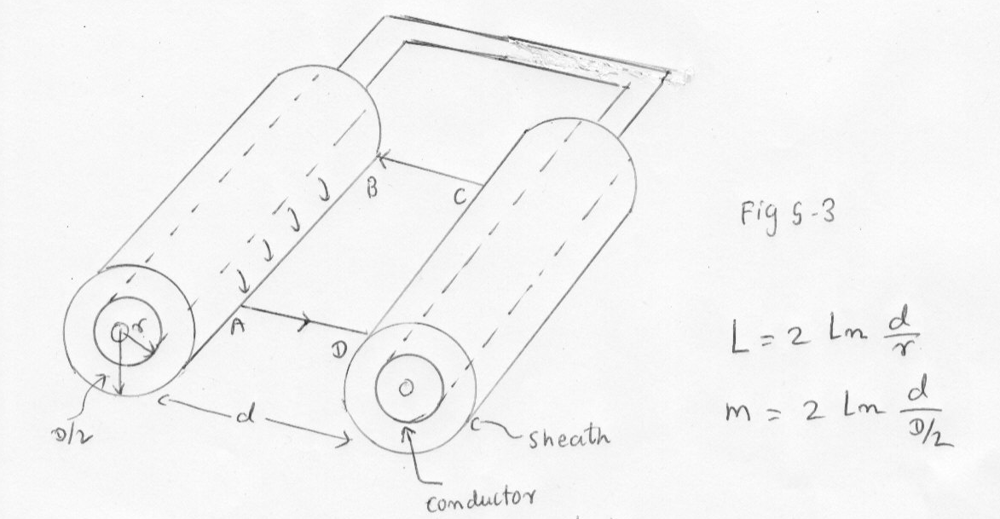 B
C
Fig 5-3
r
A
D
L = 2 Ln d/r
m = 2 Ln d/D/2
d
D/2
sheath
conductor